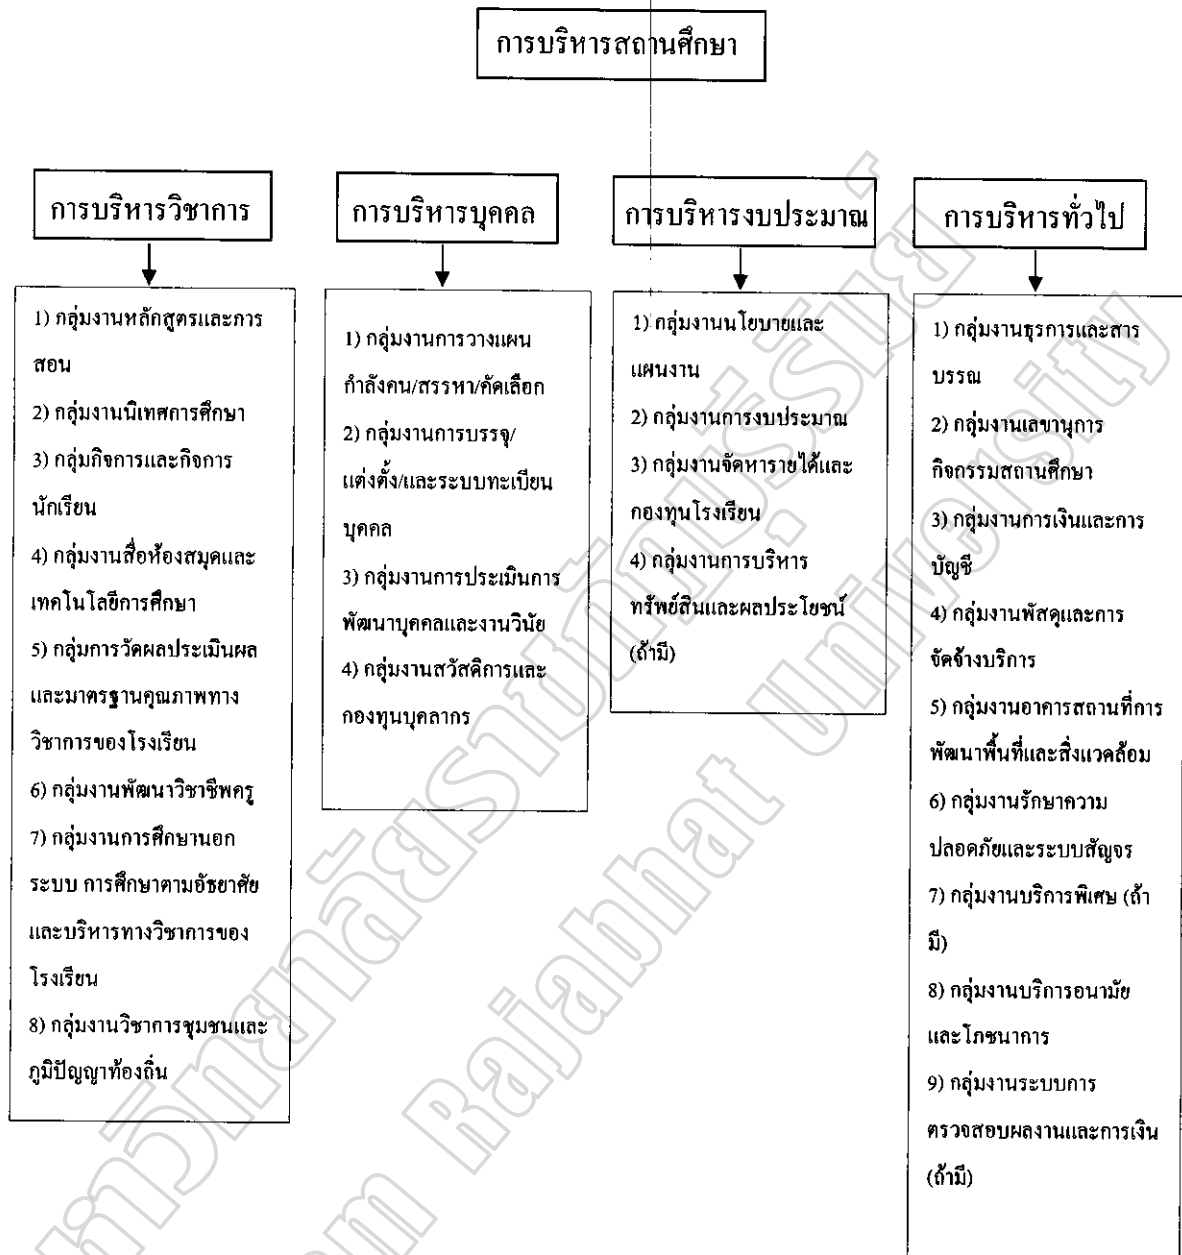 การบริหารสถานศึกษา
การบริหารวิชาการ
1) กลุ่มงานหลักสูตรและการ
สอน
2) กลุ่มงานนิเทศการศึกษา
3) กลุ่มกิจการและกิจการ
นักเรียน
4) กลุ่มงานสื่อห้องสมุดและ
เทคโนโลยีการศึกษา
5) กลุ่มการวัดผลประเมินผล
และมาตรฐานคุณภาพทาง
วิชาการของโรงเรียน
6) กลุ่มงานพัฒนาวิชาชีพครู
7) กลุ่มงานการศึกษานอก
ระบบ การศึกษาตามอัธยาศัย
และบริหารทางวิชาการของ
โรงเรียน
8) กลุ่มงานวิชาการชุมชนและ
ภูมิปัญญาท้องถิ่น
การบริหารบุคคล
1) กลุ่มงานการวางแผน
กำลังคน/สรรหา/คัดเลือก
2) กลุ่มงานการบรรจุ/
แต่งตั้ง/และระบบทะเบียน
บุคคล
3) กลุ่มงานการประเมินการ
พัฒนาบุคคลและงานวินัย
4) กลุ่มงานสวัสดิการและ
กองทุนบุคลากร
การบริหารงบประมาณ
1) กลุ่มงานนโยบายและ
แผนงาน
2) กลุ่มงานการงบประมาณ
3) กลุ่มงานจัดหารายได้และ
กองทุนโรงเรียน
4) กลุ่มงานการบริหาร
ทรัพย์สินและผลประโยชน์
(ถ้ามี)
การบริหารทั่วไป
1) กลุ่มงานธุรการและสาร
บรรณ
2) กลุ่มงานเลขานุการ
กิจกรรมสถานศึกษา
3) กลุ่มงานการเงินและการ
บัญชี
4) กลุ่มงานพัสดุและการ
จัดจ้างบริการ
5) กลุ่มงานอาคารสถานที่การ
พัฒนาพื้นที่และสิ่งแวดล้อม
6) กลุ่มงานรักษาความ
ปลอดภัยและระบบสัญจร
7) กลุ่มงานบริการพิเศษ (ถ้า
มี)
8) กลุ่มงานบริการอนามัย
และโภชนาการ
9) กลุ่มงานระบบการ
ตรวจสอบผลงานและการเงิน
(ถ้ามี)
Rajabhat University